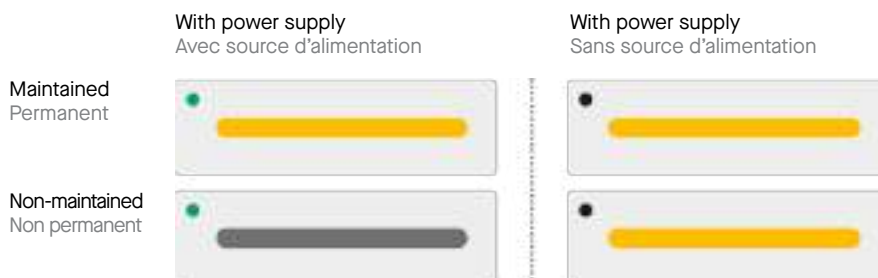 With power supply
Avec source d'alimentation
With power supply
Sans source d'alimentation
Maintained
Permanent
Non-maintained
Non permanent